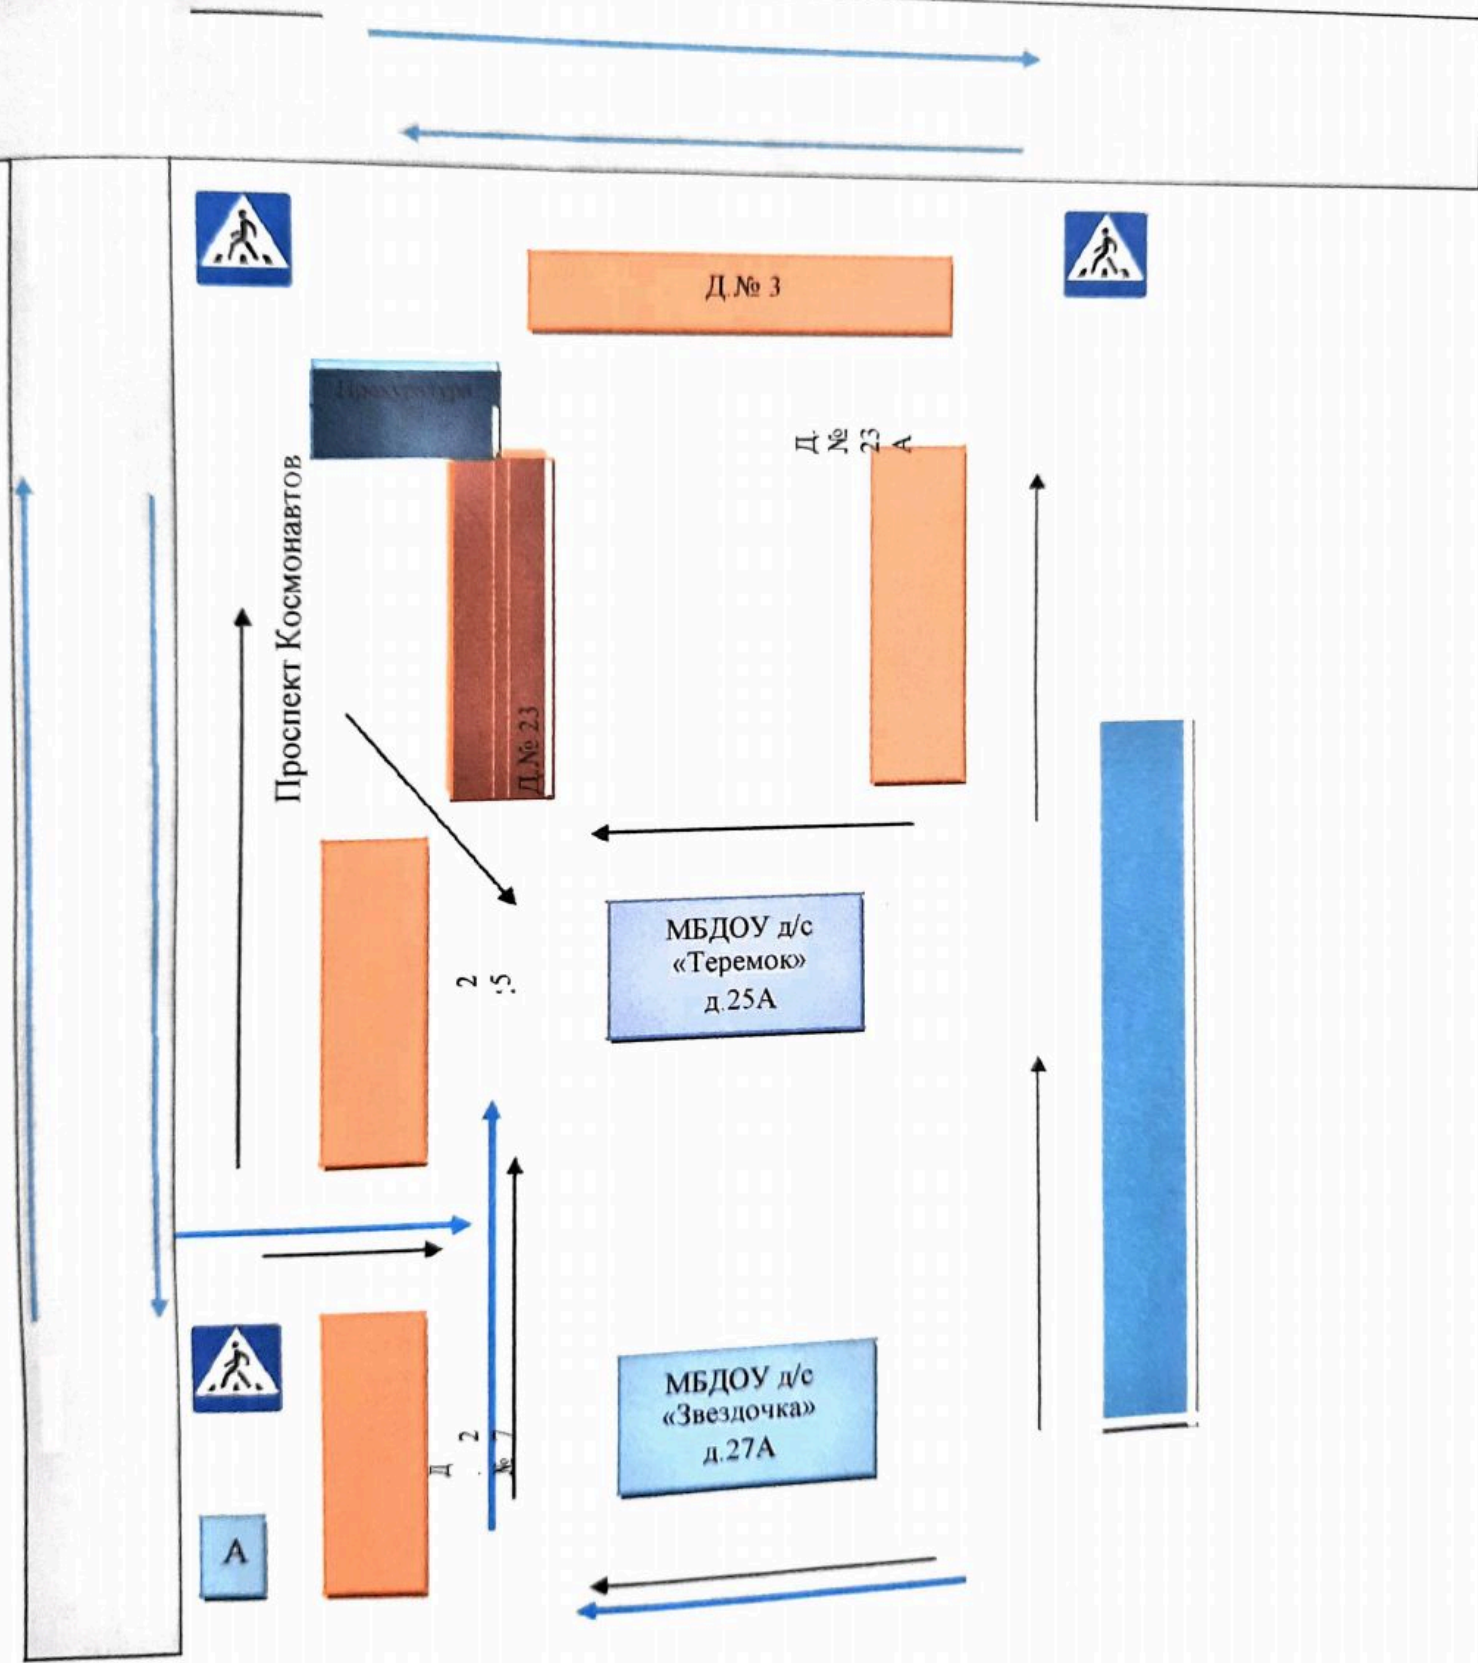 Д.№ 3
Прокуратура
Д.
№
23
А
Проспект Космонавтов
Д.№ 23
МБДОУ д/с
«Теремок»
д.25А
2
5
МБДОУ д/с
«Звездочка»
д.27А
Д
. 2
№ 7
А